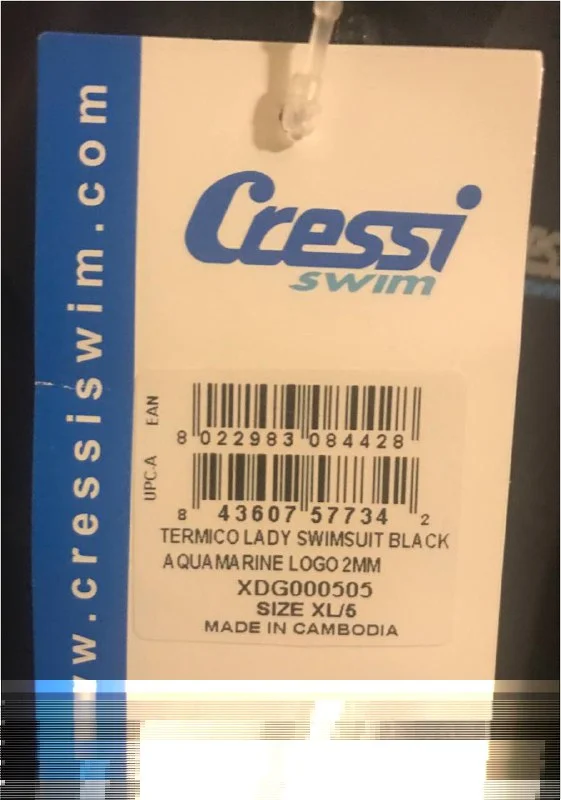 www.cressiswim.com
Cressi
swim
EAN
8 022983 084428
UPC-A
8 43607 57734 2
TERMICO LADY SWIMSUIT BLACK
AQUAMARINE LOGO 2MM
XDG000505
SIZE XL/5
MADE IN CAMBODIA